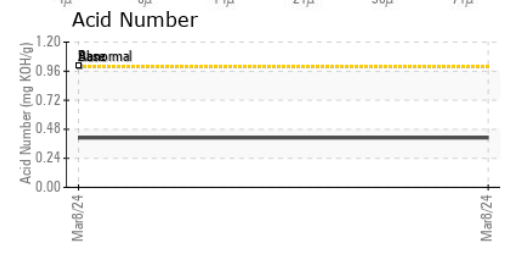 Acid Number
1.20
Abnormal
0.96
0.72
0.48
0.24
0.00
Acid Number (mg KOH/g)
Mar8/24
Mar8/24